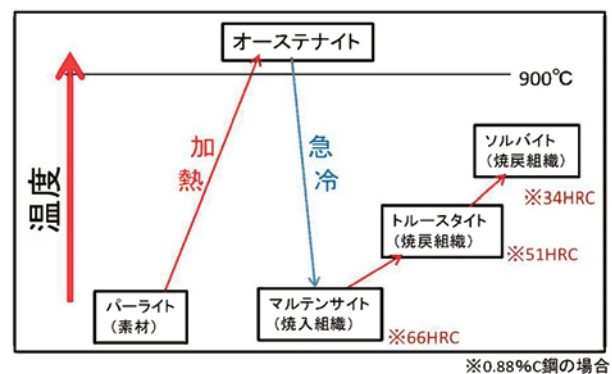 オーステナイト
900℃
加熱
急冷
温度
ソルバイト
(焼戻組織)
※34HRC
トルースタイト
(焼戻組織)
※51HRC
パーライト
(素材)
マルテンサイト
(焼入組織)
※66HRC
※0.88%C鋼の場合